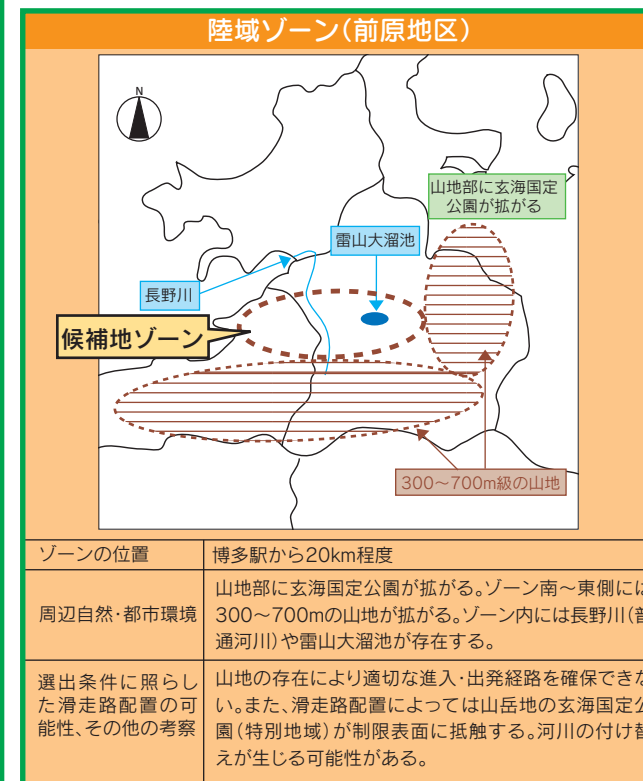 陸域ゾーン(前原地区)
N
山地部に玄海国定
公園が拡がる
雷山大溜池
長野川
候補地ゾーン
300〜700m級の山地
ゾーンの位置
博多駅から20km程度
周辺自然・都市環境
山地部に玄海国定公園が拡がる。ゾーン南〜東側には
300〜700mの山地が拡がる。ゾーン内には長野川(普
通河川)や雷山大溜池が存在する。
選出条件に照らし
た滑走路配置の可
能性、その他の考察
山地の存在により適切な進入・出発経路を確保できな
い。また、滑走路配置によっては山岳地の玄海国定公
園(特別地域)が制限表面に抵触する。河川の付け替
えが生じる可能性がある。